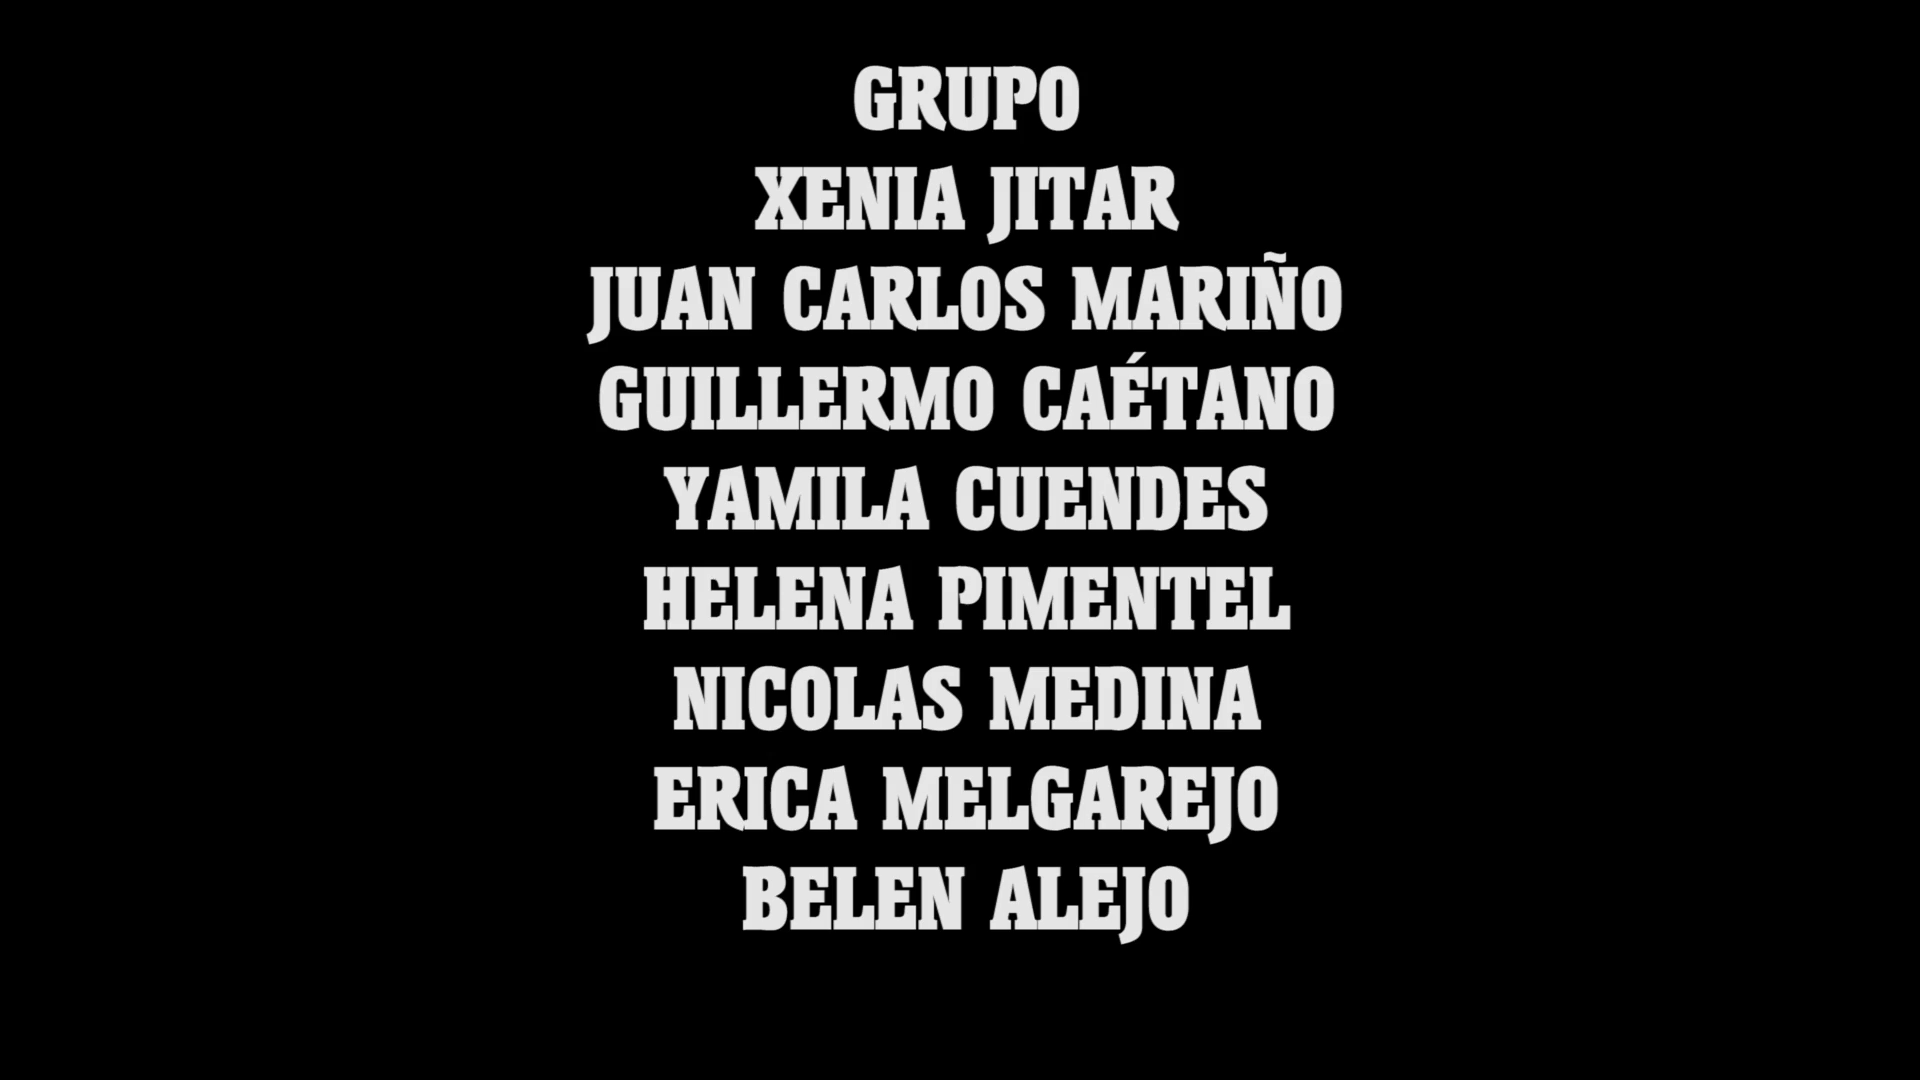 GRUPO
XENIA JITAR
JUAN CARLOS MARIÑO
GUILLERMO CAÉTANO
YAMILA CUENDES
HELENA PIMENTEL
NICOLAS MEDINA
ERICA MELGAREJO
BELEN ALEJO